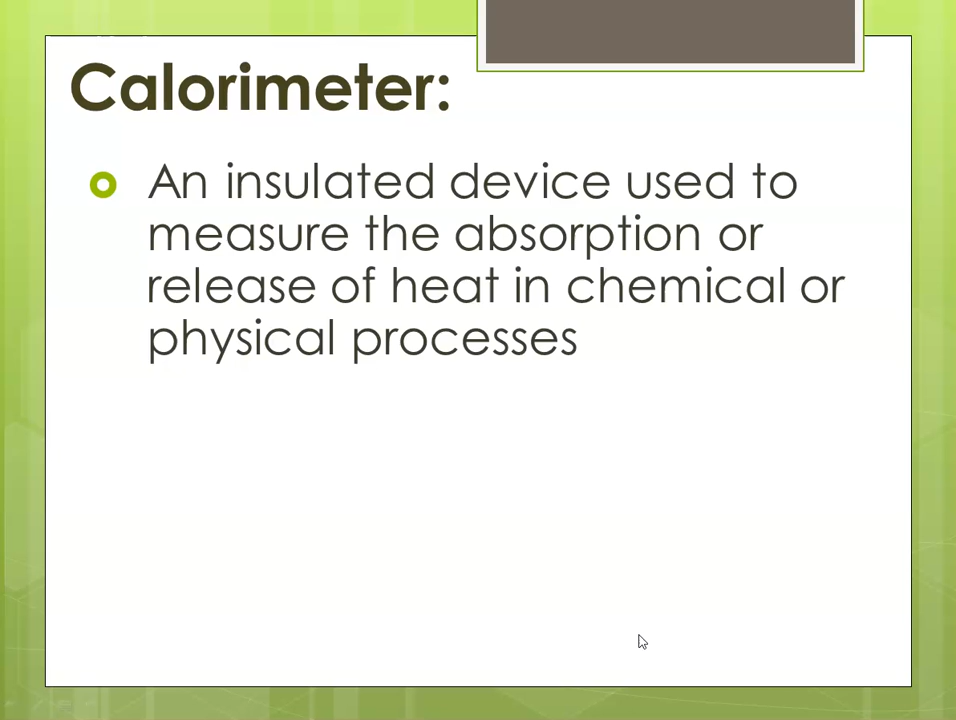 Calorimeter:
An insulated device used to
measure the absorption or
release of heat in chemical or
physical processes